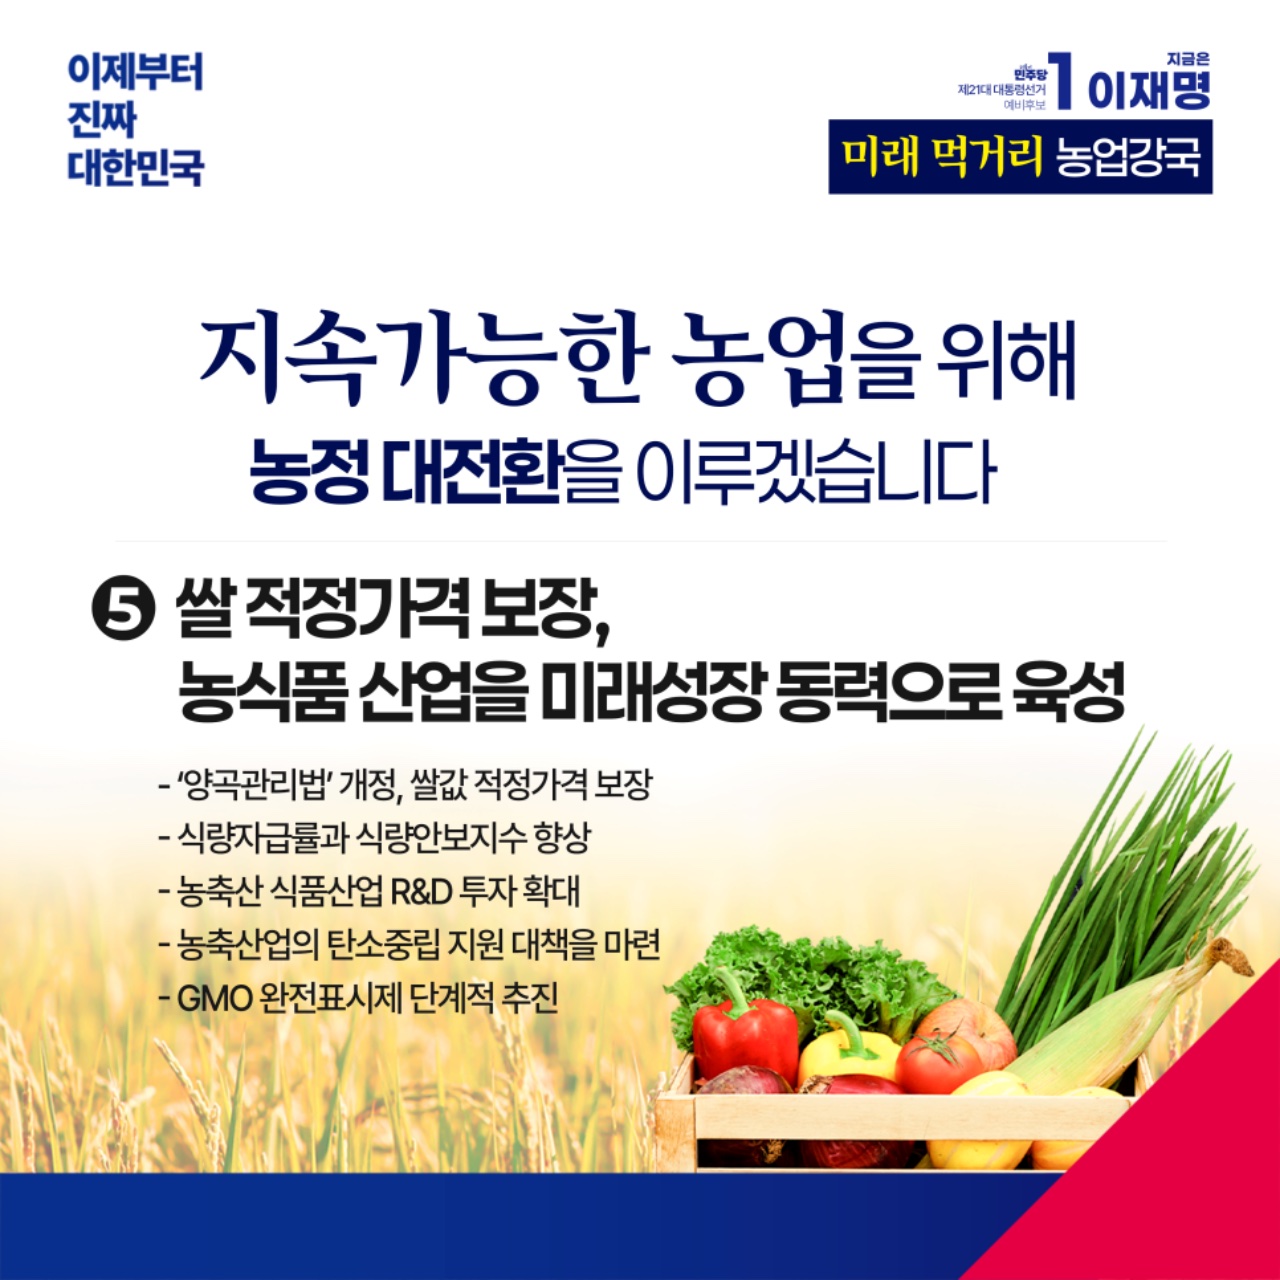 이제부터
진짜
대한민국
민주당
제21대 대통령선거
예비후보
1
지금은
이재명
미래 먹거리 농업강국
지속가능한 농업을 위해
농정 대전환을 이루겠습니다
5 쌀 적정가격 보장,
농식품 산업을 미래성장 동력으로 육성
- ‘양곡관리법’ 개정, 쌀값 적정가격 보장
- 식량자급률과 식량안보지수 향상
- 농축산 식품산업 R&D 투자 확대
- 농축산업의 탄소중립 지원 대책을 마련
- GMO 완전표시제 단계적 추진